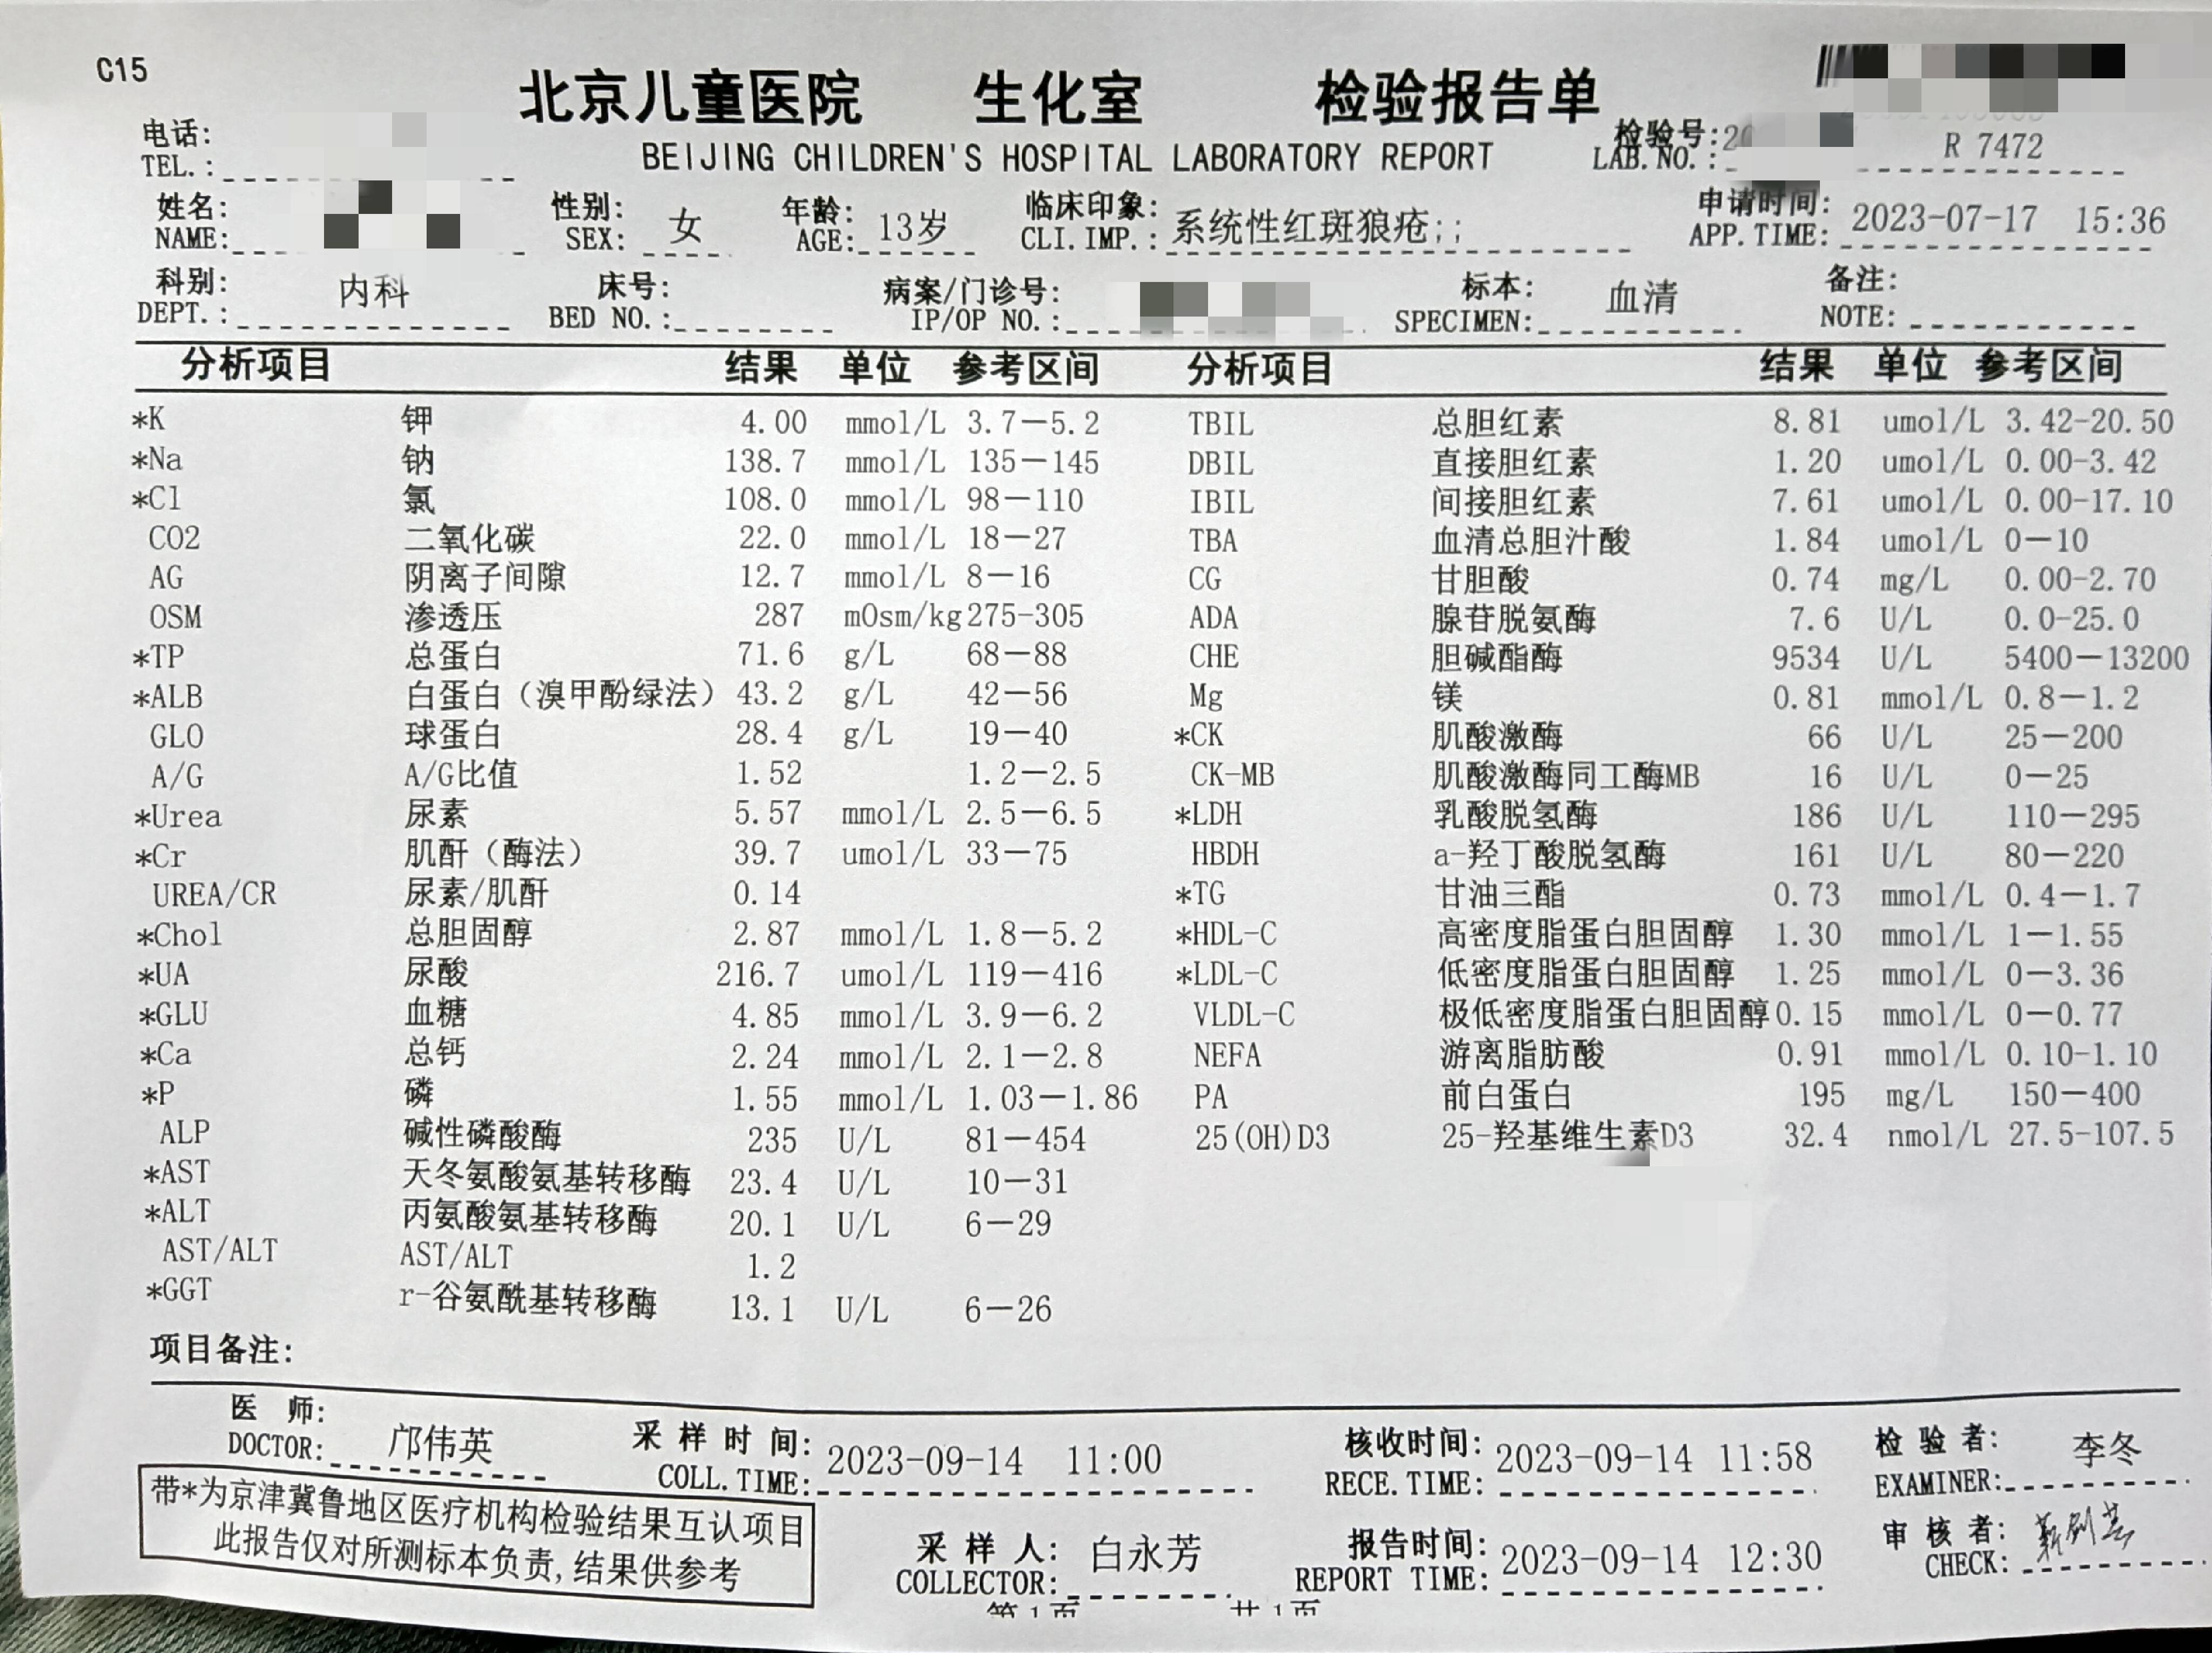 C15
北京儿童医院 生化室 检验报告单
BEIJING CHILDREN'S HOSPITAL LABORATORY REPORT
电话:
TEL.:
检验号:
LAB.NO.: R 7472
姓名: 性别: 年龄: 临床印象: 申请时间:
NAME: SEX: 女 AGE: 13岁 CLI.IMP.: 系统性红斑狼疮;; APP.TIME: 2023-07-17 15:36
科别: 床号: 病案/门诊号: 标本: 备注:
DEPT.: 内科 BED NO.: IP/OP NO.: SPECIMEN: 血清 NOTE:
分析项目 结果 单位 参考区间 分析项目 结果 单位 参考区间
*K 钾 4.00 mmol/L 3.7—5.2 TBIL 总胆红素 8.81 umol/L 3.42-20.50
*Na 钠 138.7 mmol/L 135—145 DBIL 直接胆红素 1.20 umol/L 0.00-3.42
*Cl 氯 108.0 mmol/L 98—110 IBIL 间接胆红素 7.61 umol/L 0.00-17.10
CO2 二氧化碳 22.0 mmol/L 18—27 TBA 血清总胆汁酸 1.84 umol/L 0—10
AG 阴离子间隙 12.7 mmol/L 8—16 CG 甘胆酸 0.74 mg/L 0.00-2.70
OSM 渗透压 287 mOsm/kg 275-305 ADA 腺苷脱氨酶 7.6 U/L 0.0-25.0
*TP 总蛋白 71.6 g/L 68—88 CHE 胆碱酯酶 9534 U/L 5400—13200
*ALB 白蛋白（溴甲酚绿法） 43.2 g/L 42—56 Mg 镁 0.81 mmol/L 0.8—1.2
GLO 球蛋白 28.4 g/L 19—40 *CK 肌酸激酶 66 U/L 25—200
A/G A/G比值 1.52 1.2—2.5 CK-MB 肌酸激酶同工酶MB 16 U/L 0—25
*Urea 尿素 5.57 mmol/L 2.5—6.5 *LDH 乳酸脱氢酶 186 U/L 110—295
*Cr 肌酐（酶法） 39.7 umol/L 33—75 HBDH a-羟丁酸脱氢酶 161 U/L 80—220
UREA/CR 尿素/肌酐 0.14 *TG 甘油三酯 0.73 mmol/L 0.4—1.7
*Chol 总胆固醇 2.87 mmol/L 1.8—5.2 *HDL-C 高密度脂蛋白胆固醇 1.30 mmol/L 1—1.55
*UA 尿酸 216.7 umol/L 119—416 *LDL-C 低密度脂蛋白胆固醇 1.25 mmol/L 0—3.36
*GLU 血糖 4.85 mmol/L 3.9—6.2 VLDL-C 极低密度脂蛋白胆固醇 0.15 mmol/L 0—0.77
*Ca 总钙 2.24 mmol/L 2.1—2.8 NEFA 游离脂肪酸 0.91 mmol/L 0.10-1.10
*P 磷 1.55 mmol/L 1.03—1.86 PA 前白蛋白 195 mg/L 150—400
ALP 碱性磷酸酶 235 U/L 81—454 25(OH)D3 25-羟基维生素D3 32.4 nmol/L 27.5-107.5
*AST 天冬氨酸氨基转移酶 23.4 U/L 10—31
*ALT 丙氨酸氨基转移酶 20.1 U/L 6—29
AST/ALT AST/ALT 1.2
*GGT r-谷氨酰基转移酶 13.1 U/L 6—26
项目备注:
医 师: 采 样 时 间: 核收时间: 检 验 者:
DOCTOR: 邝伟英 COLL.TIME: 2023-09-14 11:00 RECE.TIME: 2023-09-14 11:58 EXAMINER: 李冬
带*为京津冀鲁地区医疗机构检验结果互认项目
此报告仅对所测标本负责,结果供参考
采 样 人: 报告时间: 审 核 者:
COLLECTOR: 白永芳 REPORT TIME: 2023-09-14 12:30 CHECK:
第 1 页 共 1 页